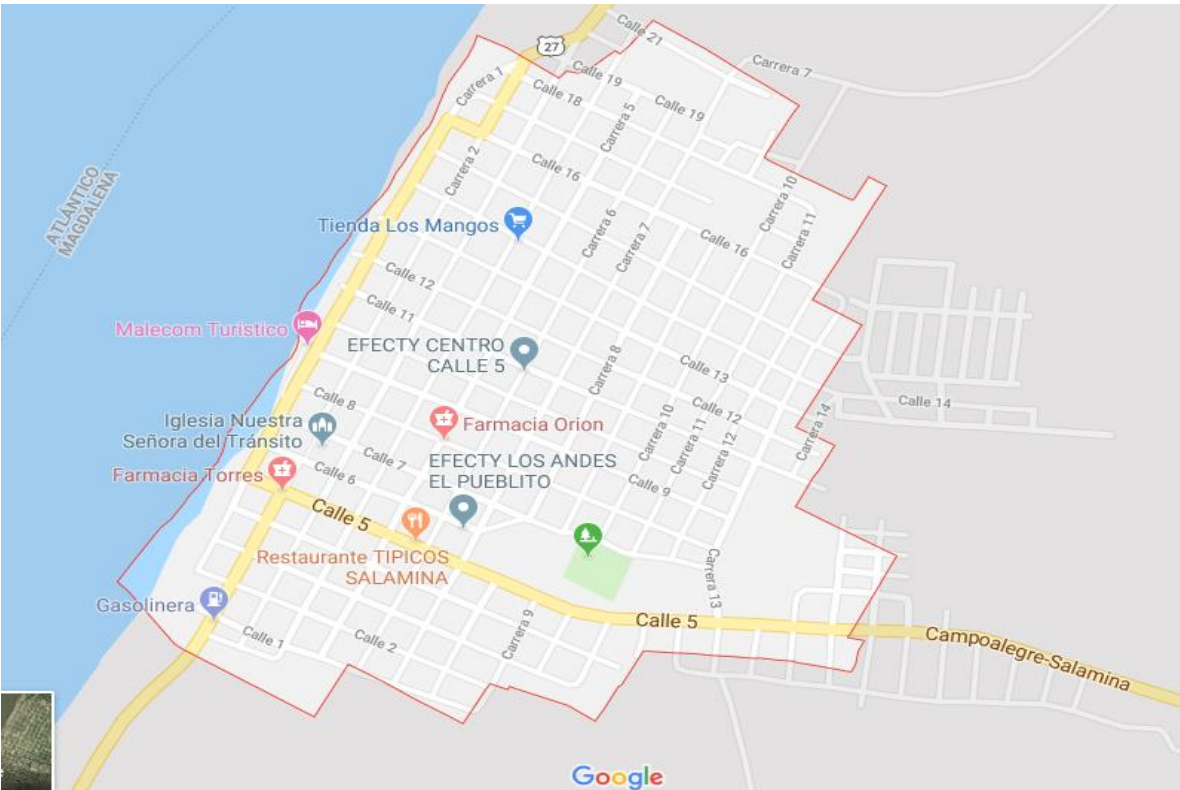 Calle 21
27
Carrera 7
Calle 19
Carrera 1
Calle 18
Calle 19
Carrera 5
Carrera 2
Calle 16
ATLÁNTICO
MAGDALENA
Carrera 10
Tienda Los Mangos
Carrera 6
Carrera 7
Calle 16
Carrera 11
Calle 12
Calle 11
Malecom Turistico
EFECTY CENTRO
CALLE 5
Carrera 8
Calle 13
Calle 8
Calle 12
Calle 14
Iglesia Nuestra
Señora del Tránsito
Farmacia Orion
Carrera 10
Carrera 11
Carrera 12
Carrera 14
Calle 7
EFECTY LOS ANDES
EL PUEBLITO
Farmacia Torres
Calle 6
Calle 9
Calle 5
Restaurante TIPICOS
SALAMINA
Carrera 13
Gasolinera
Calle 1
Calle 2
Carrera 9
Calle 5
Campoalegre-Salamina
Google